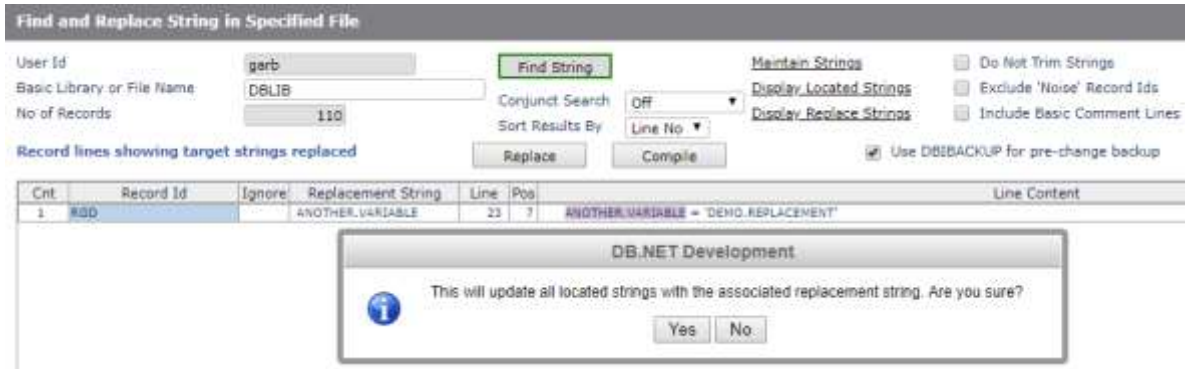 Find and Replace String in Specified File
User Id garb Find String Maintain Strings Do Not Trim Strings
Basic Library or File Name DBLIB Conjunct Search Off Display Located Strings Exclude 'Noise' Record Ids
No of Records 110 Sort Results By Line No Display Replace Strings Include Basic Comment Lines
Record lines showing target strings replaced Replace Compile Use DBIBACKUP for pre-change backup
Cnt Record Id Ignore Replacement String Line Pos Line Content
1 RGD ANOTHER.VARIABLE 23 7 ANOTHER.VARIABLE = 'DEMO.REPLACEMENT'
DB.NET Development
This will update all located strings with the associated replacement string. Are you sure?
Yes No